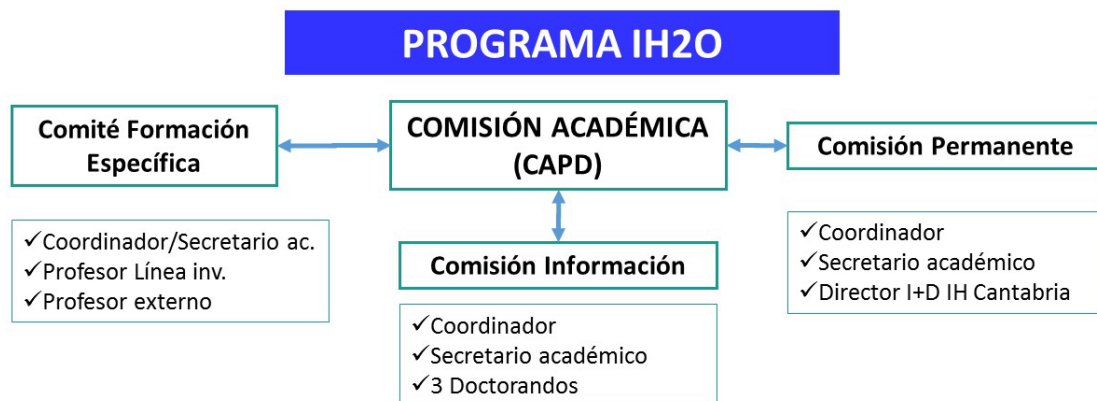 PROGRAMA IH2O
Comité Formación
Específica
COMISIÓN ACADÉMICA
(CAPD)
Comisión Permanente
✓Coordinador/Secretario ac.
✓Profesor Línea inv.
✓Profesor externo
Comisión Información
✓Coordinador
✓Secretario académico
✓3 Doctorandos
✓Coordinador
✓Secretario académico
✓Director I+D IH Cantabria